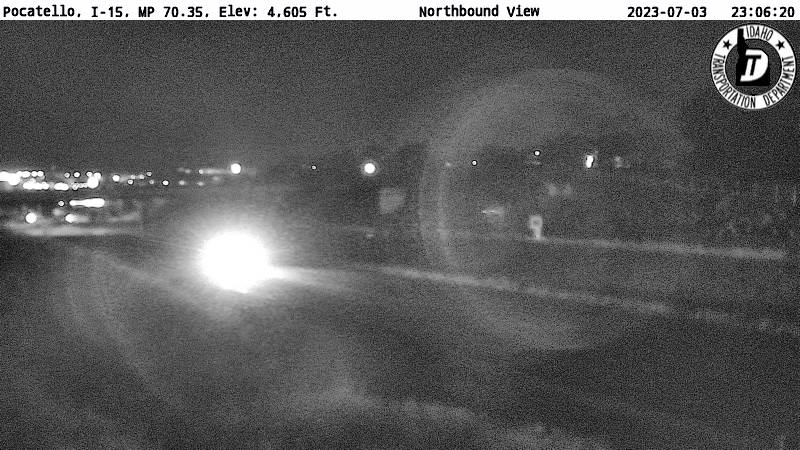 Pocatello, I-15, MP 70.35, Elev: 4,605 Ft. Northbound View 2023-07-03 23:06:20
IDAHO
TRANSPORTATION DEPARTMENT